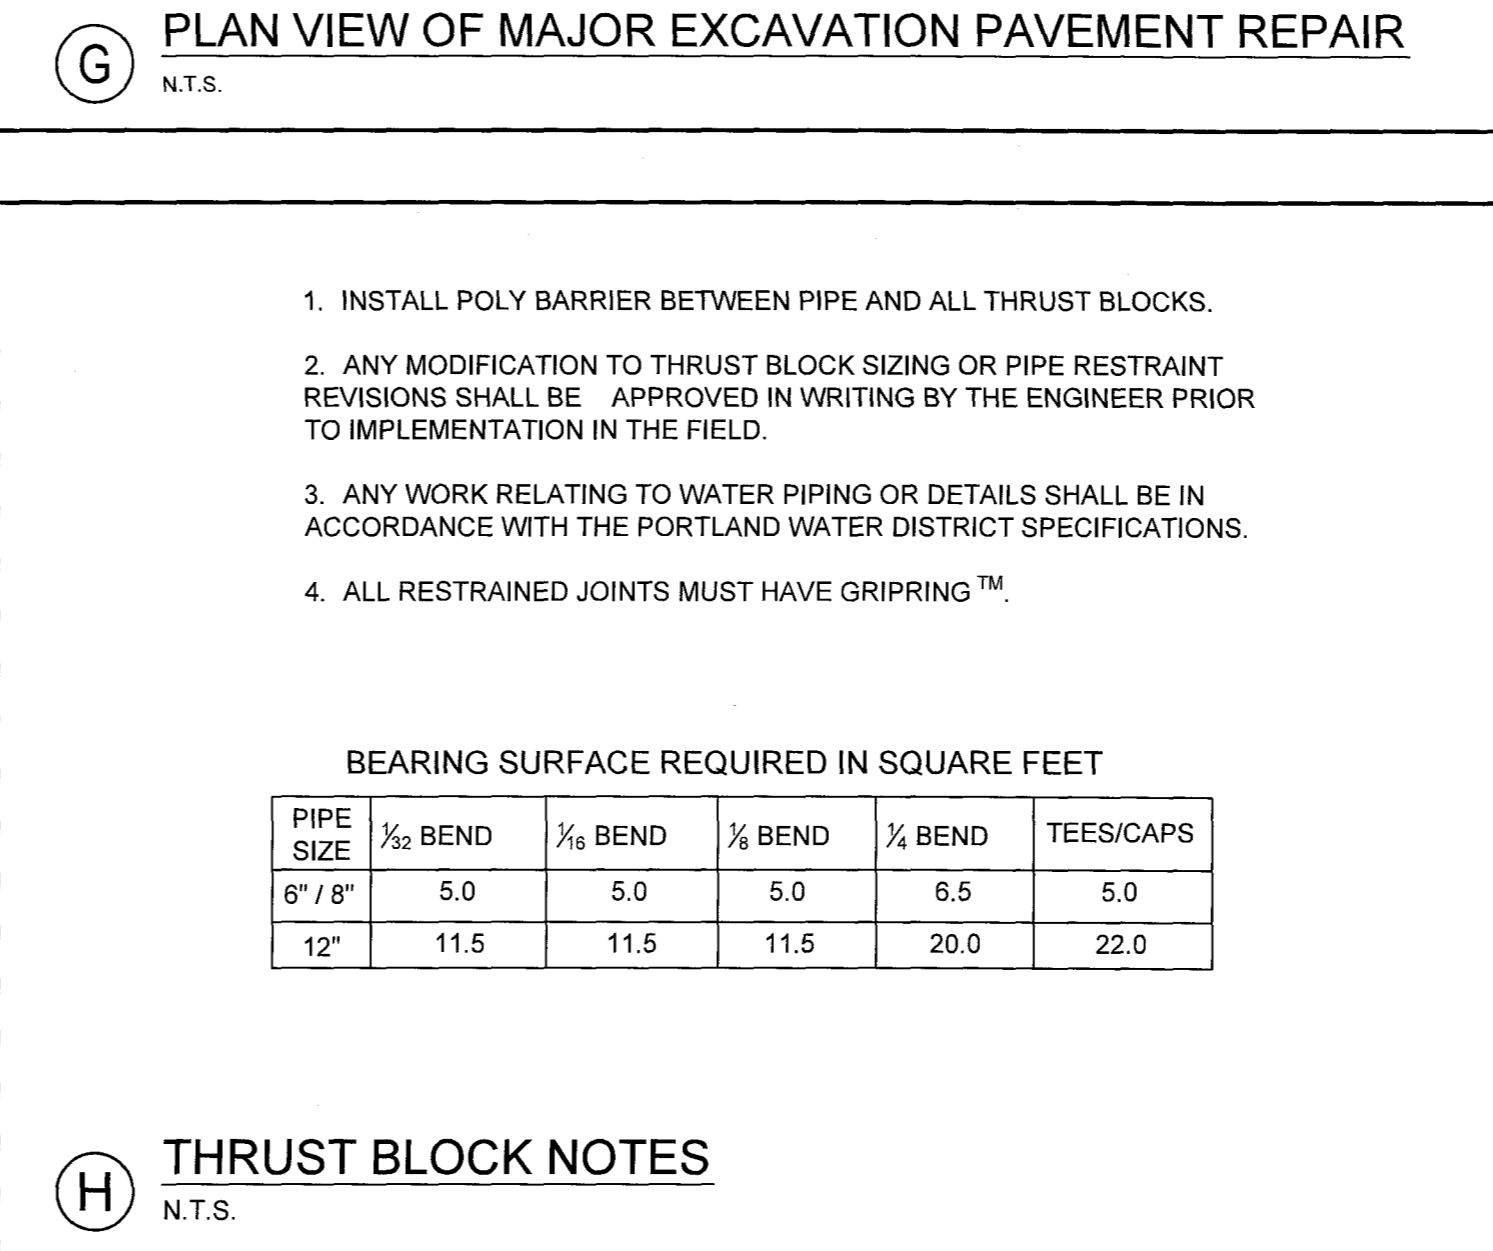 G
PLAN VIEW OF MAJOR EXCAVATION PAVEMENT REPAIR
N.T.S.
1. INSTALL POLY BARRIER BETWEEN PIPE AND ALL THRUST BLOCKS.
2. ANY MODIFICATION TO THRUST BLOCK SIZING OR PIPE RESTRAINT
REVISIONS SHALL BE APPROVED IN WRITING BY THE ENGINEER PRIOR
TO IMPLEMENTATION IN THE FIELD.
3. ANY WORK RELATING TO WATER PIPING OR DETAILS SHALL BE IN
ACCORDANCE WITH THE PORTLAND WATER DISTRICT SPECIFICATIONS.
4. ALL RESTRAINED JOINTS MUST HAVE GRIPRING ™.
BEARING SURFACE REQUIRED IN SQUARE FEET
PIPE SIZE 1/32 BEND 1/16 BEND 1/8 BEND 1/4 BEND TEES/CAPS
6" / 8" 5.0 5.0 5.0 6.5 5.0
12" 11.5 11.5 11.5 20.0 22.0
H
THRUST BLOCK NOTES
N.T.S.